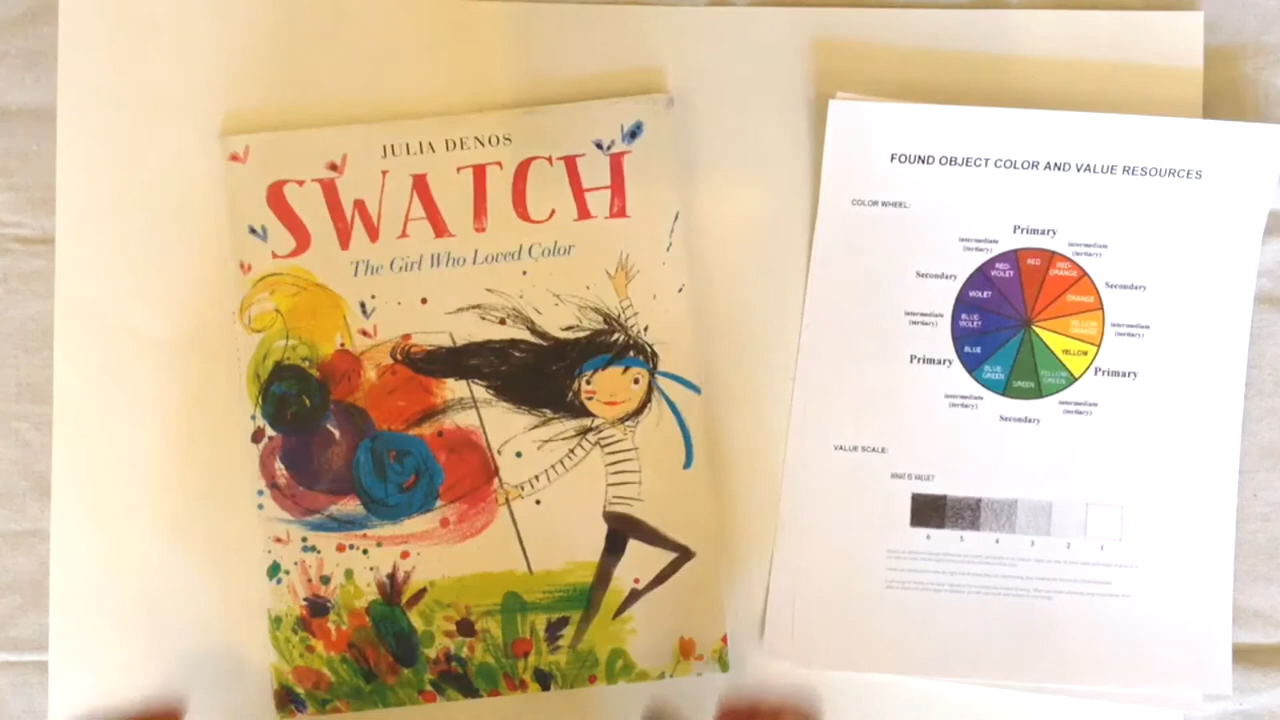 JULIA DENOS
SWATCH
The Girl Who Loved Color
FOUND OBJECT COLOR AND VALUE RESOURCES
COLOR WHEEL:
Primary
intermediate
(tertiary)
intermediate
(tertiary)
Secondary
Secondary
intermediate
(tertiary)
intermediate
(tertiary)
Primary
Primary
intermediate
(tertiary)
intermediate
(tertiary)
Secondary
RED
RED-
ORANGE
ORANGE
YELLOW
ORANGE
YELLOW
YELLOW-
GREEN
GREEN
BLUE-
GREEN
BLUE
BLUE-
VIOLET
VIOLET
RED-
VIOLET
VALUE SCALE:
WHAT IS VALUE?
6 5 4 3 2 1